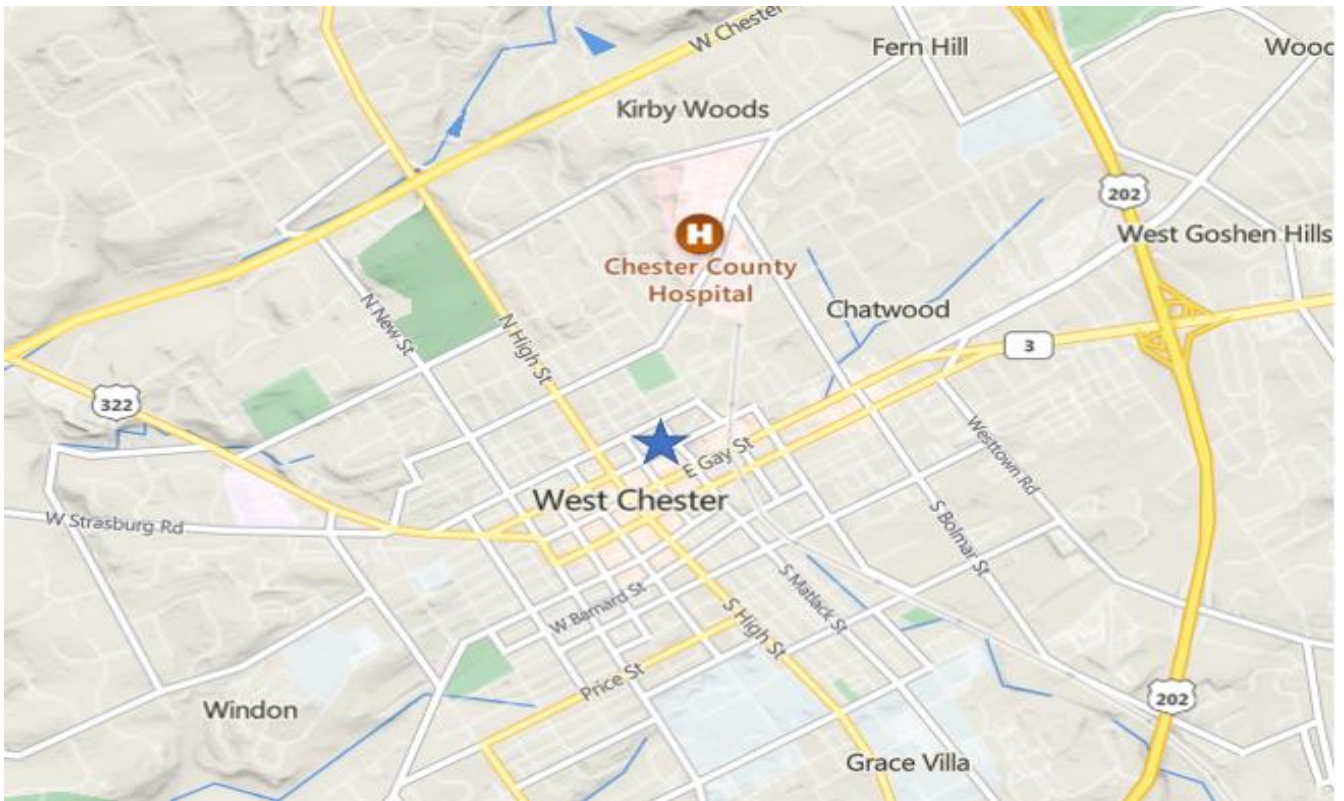 W Chester
Fern Hill
Wooc
Kirby Woods
202
West Goshen Hills
H
Chester County
Hospital
Chatwood
N New St
N High St
3
322
E Gay St
Westtown Rd
West Chester
W Strasburg Rd
S Bolmar St
S Matlack St
W Barnard St
S High St
Price St
202
Windon
Grace Villa